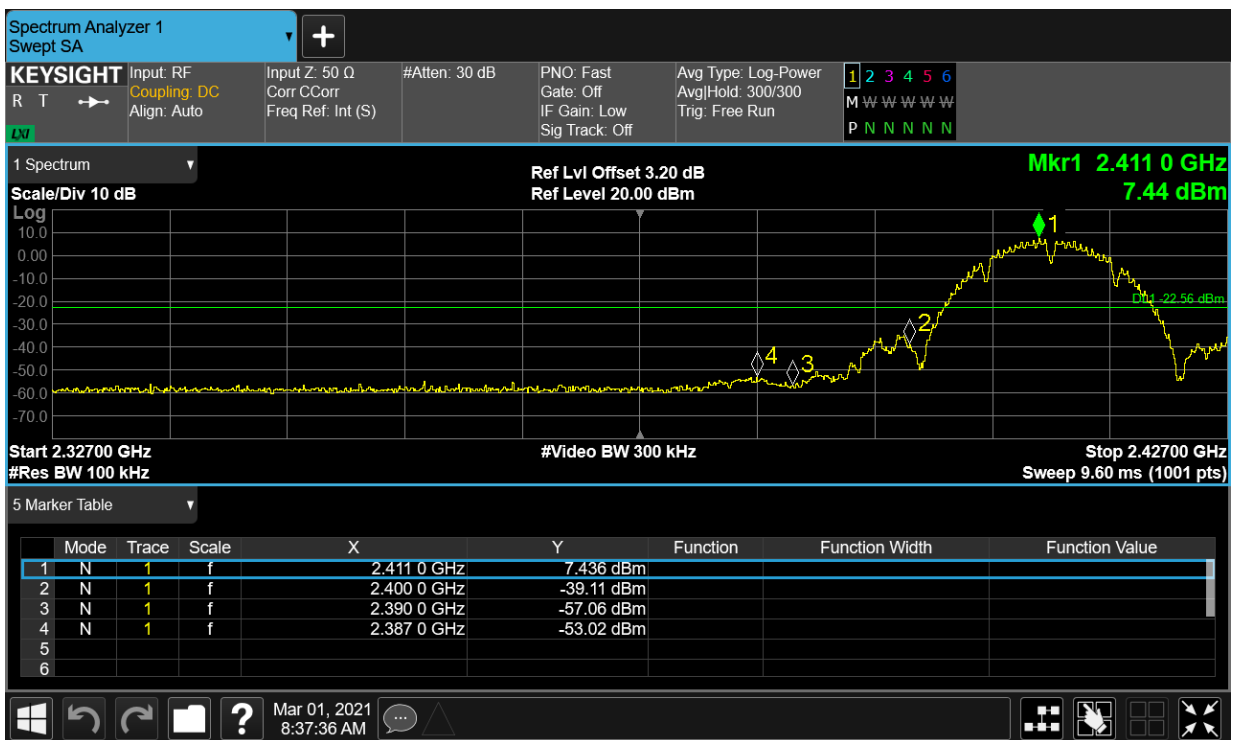 Spectrum Analyzer 1
Swept SA
KEYSIGHT
R T
LXI
Input: RF
Coupling: DC
Align: Auto
Input Z: 50 Ω
Corr CCorr
Freq Ref: Int (S)
#Atten: 30 dB
PNO: Fast
Gate: Off
IF Gain: Low
Sig Track: Off
Avg Type: Log-Power
Avg|Hold: 300/300
Trig: Free Run
1 2 3 4 5 6
M W W W W W
P N N N N N
1 Spectrum
Scale/Div 10 dB
Ref Lvl Offset 3.20 dB
Ref Level 20.00 dBm
Mkr1 2.411 0 GHz
7.44 dBm
Log
10.0
0.00
-10.0
-20.0
-30.0
-40.0
-50.0
-60.0
-70.0
1
DL1 -22.56 dBm
2
4
3
Start 2.32700 GHz
#Video BW 300 kHz
Stop 2.42700 GHz
#Res BW 100 kHz
Sweep 9.60 ms (1001 pts)
5 Marker Table
Mode Trace Scale X Y Function Function Width Function Value
1 N 1 f 2.411 0 GHz 7.436 dBm
2 N 1 f 2.400 0 GHz -39.11 dBm
3 N 1 f 2.390 0 GHz -57.06 dBm
4 N 1 f 2.387 0 GHz -53.02 dBm
5
6
?
Mar 01, 2021
8:37:36 AM